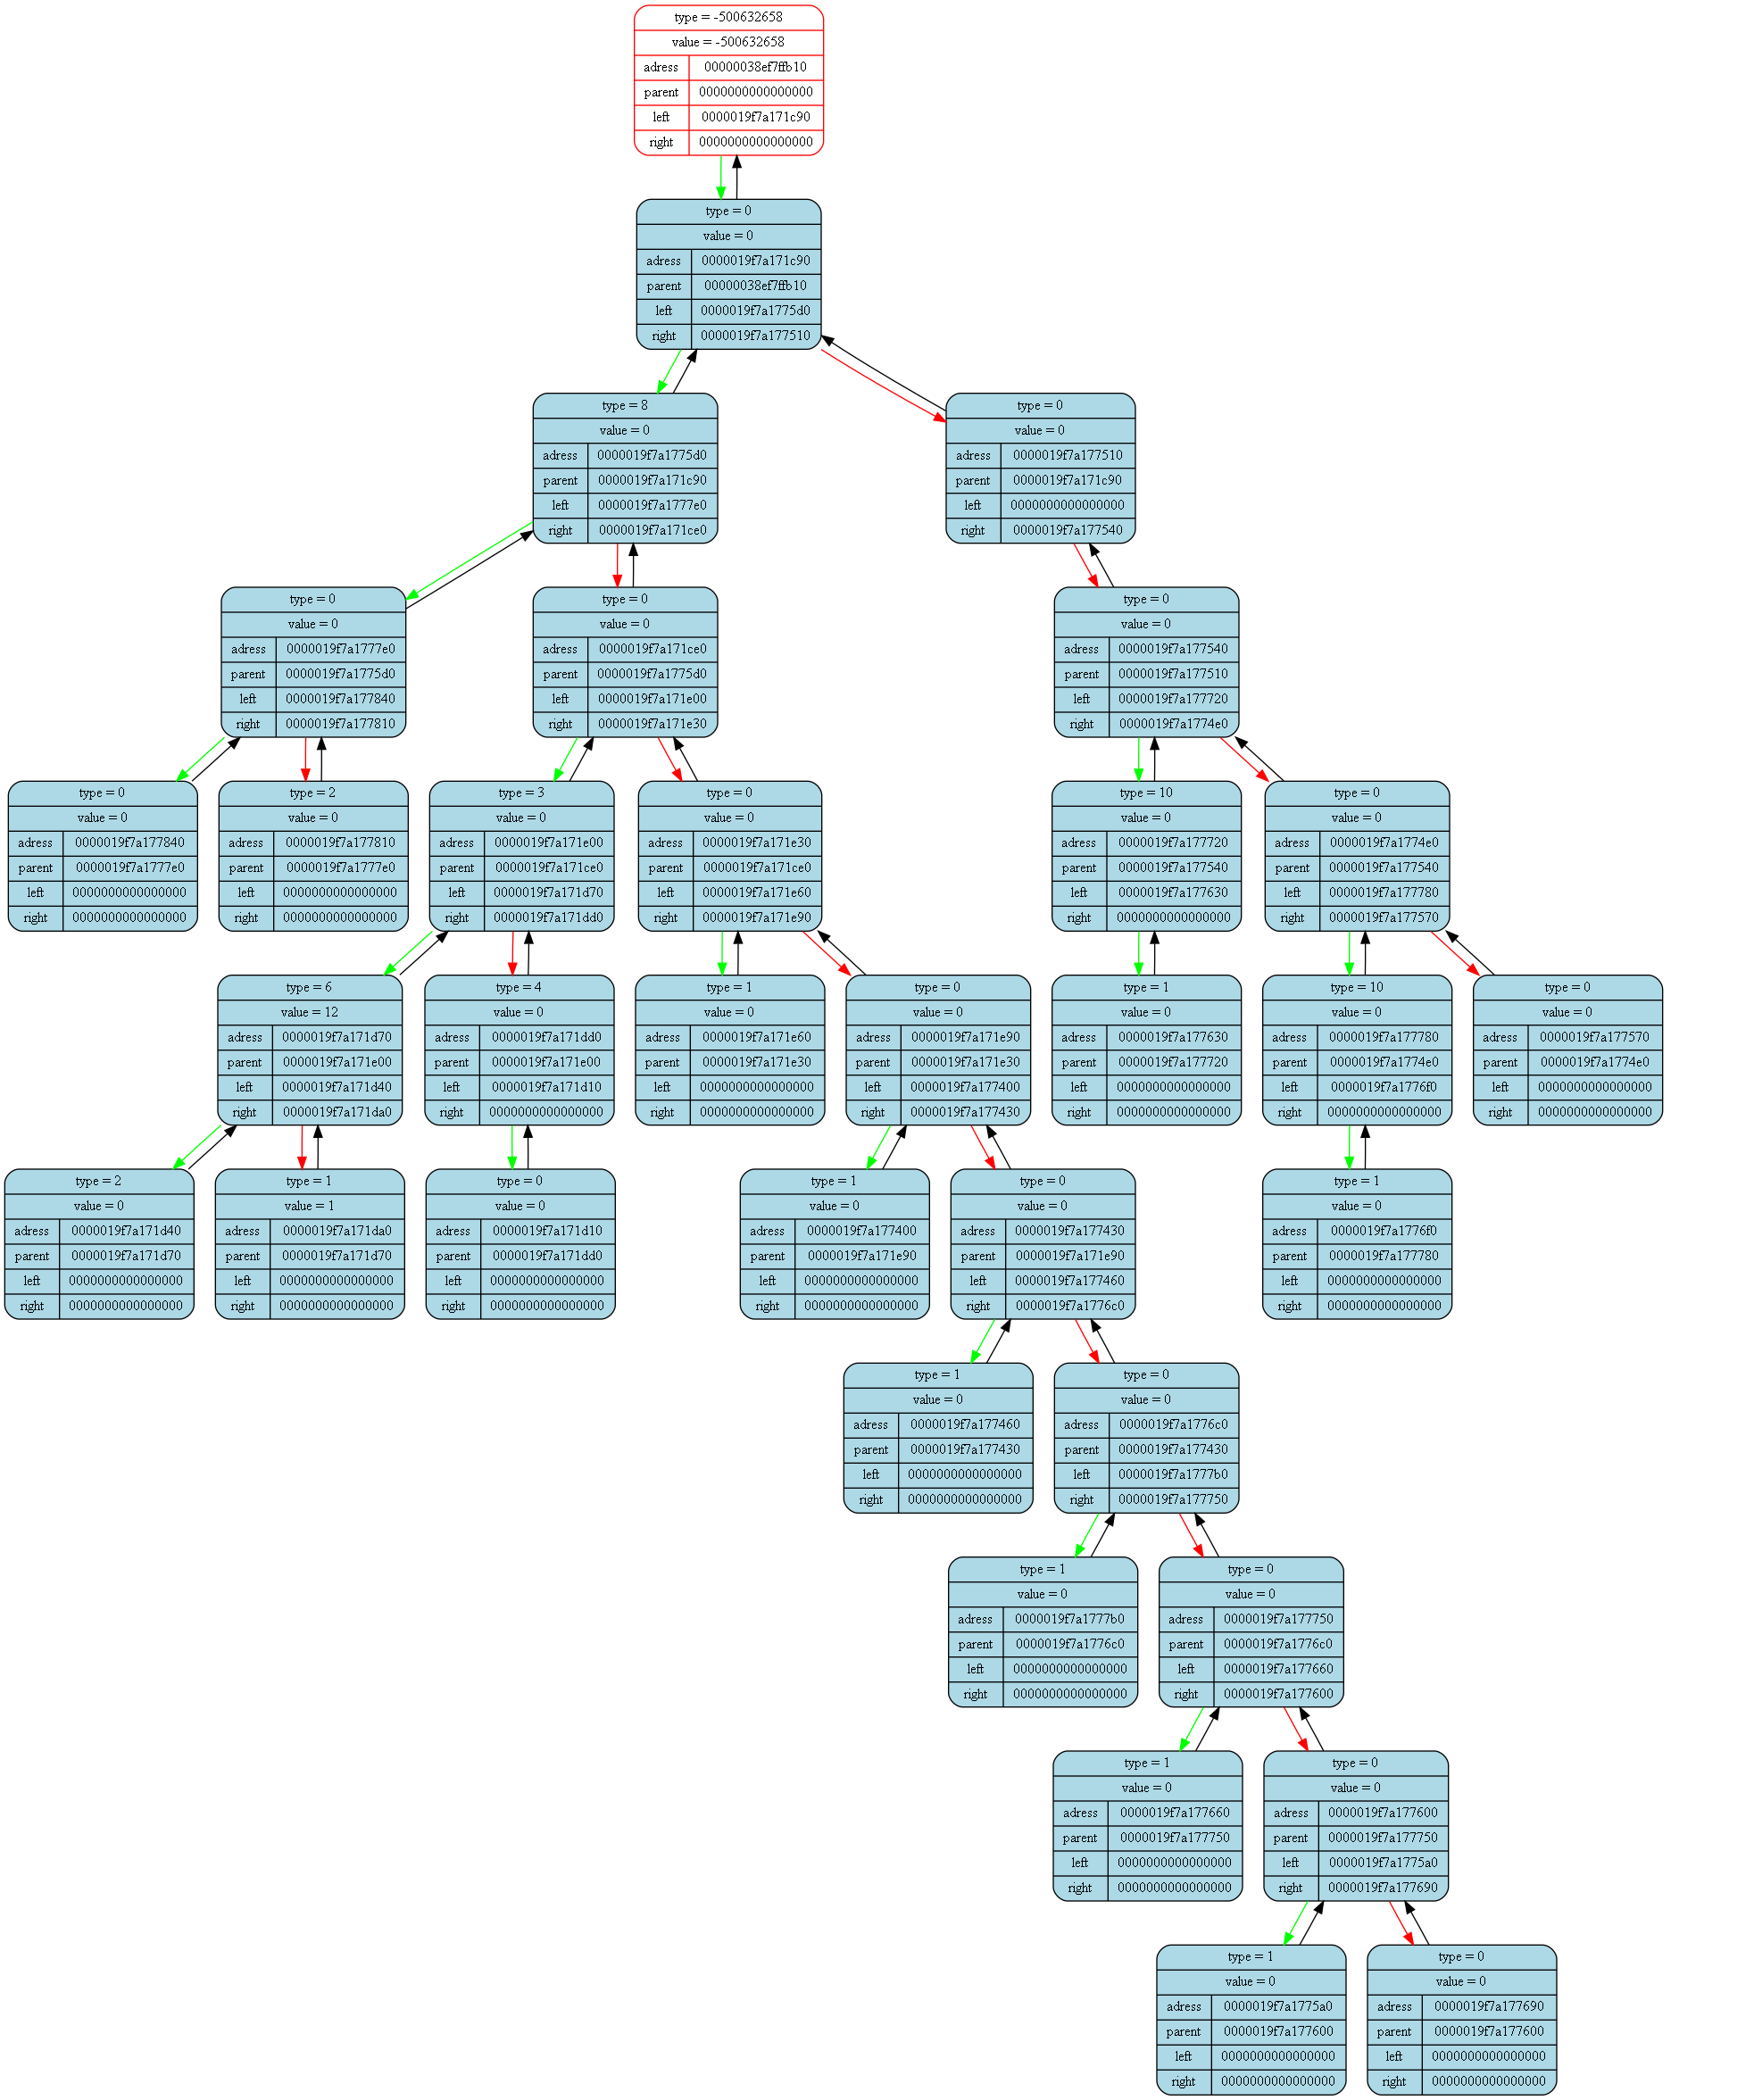 type = -500632658
value = -500632658
adress 00000038ef7ffb10
parent 0000000000000000
left 0000019f7a171c90
right 0000000000000000
type = 0
value = 0
adress 0000019f7a171c90
parent 00000038ef7ffb10
left 0000019f7a1775d0
right 0000019f7a177510
type = 8
value = 0
adress 0000019f7a1775d0
parent 0000019f7a171c90
left 0000019f7a1777e0
right 0000019f7a171ce0
type = 0
value = 0
adress 0000019f7a177510
parent 0000019f7a171c90
left 0000000000000000
right 0000019f7a177540
type = 0
value = 0
adress 0000019f7a1777e0
parent 0000019f7a1775d0
left 0000019f7a177840
right 0000019f7a177810
type = 0
value = 0
adress 0000019f7a171ce0
parent 0000019f7a1775d0
left 0000019f7a171e00
right 0000019f7a171e30
type = 0
value = 0
adress 0000019f7a177540
parent 0000019f7a177510
left 0000019f7a177720
right 0000019f7a1774e0
type = 0
value = 0
adress 0000019f7a177840
parent 0000019f7a1777e0
left 0000000000000000
right 0000000000000000
type = 2
value = 0
adress 0000019f7a177810
parent 0000019f7a1777e0
left 0000000000000000
right 0000000000000000
type = 3
value = 0
adress 0000019f7a171e00
parent 0000019f7a171ce0
left 0000019f7a171d70
right 0000019f7a171dd0
type = 0
value = 0
adress 0000019f7a171e30
parent 0000019f7a171ce0
left 0000019f7a171e60
right 0000019f7a171e90
type = 10
value = 0
adress 0000019f7a177720
parent 0000019f7a177540
left 0000019f7a177630
right 0000000000000000
type = 0
value = 0
adress 0000019f7a1774e0
parent 0000019f7a177540
left 0000019f7a177780
right 0000019f7a177570
type = 6
value = 12
adress 0000019f7a171d70
parent 0000019f7a171e00
left 0000019f7a171d40
right 0000019f7a171da0
type = 4
value = 0
adress 0000019f7a171dd0
parent 0000019f7a171e00
left 0000019f7a171d10
right 0000000000000000
type = 1
value = 0
adress 0000019f7a171e60
parent 0000019f7a171e30
left 0000000000000000
right 0000000000000000
type = 0
value = 0
adress 0000019f7a171e90
parent 0000019f7a171e30
left 0000019f7a177400
right 0000019f7a177430
type = 1
value = 0
adress 0000019f7a177630
parent 0000019f7a177720
left 0000000000000000
right 0000000000000000
type = 10
value = 0
adress 0000019f7a177780
parent 0000019f7a1774e0
left 0000019f7a1776f0
right 0000000000000000
type = 0
value = 0
adress 0000019f7a177570
parent 0000019f7a1774e0
left 0000000000000000
right 0000000000000000
type = 2
value = 0
adress 0000019f7a171d40
parent 0000019f7a171d70
left 0000000000000000
right 0000000000000000
type = 1
value = 1
adress 0000019f7a171da0
parent 0000019f7a171d70
left 0000000000000000
right 0000000000000000
type = 0
value = 0
adress 0000019f7a171d10
parent 0000019f7a171dd0
left 0000000000000000
right 0000000000000000
type = 1
value = 0
adress 0000019f7a177400
parent 0000019f7a171e90
left 0000000000000000
right 0000000000000000
type = 0
value = 0
adress 0000019f7a177430
parent 0000019f7a171e90
left 0000019f7a177460
right 0000019f7a1776c0
type = 1
value = 0
adress 0000019f7a1776f0
parent 0000019f7a177780
left 0000000000000000
right 0000000000000000
type = 1
value = 0
adress 0000019f7a177460
parent 0000019f7a177430
left 0000000000000000
right 0000000000000000
type = 0
value = 0
adress 0000019f7a1776c0
parent 0000019f7a177430
left 0000019f7a1777b0
right 0000019f7a177750
type = 1
value = 0
adress 0000019f7a1777b0
parent 0000019f7a1776c0
left 0000000000000000
right 0000000000000000
type = 0
value = 0
adress 0000019f7a177750
parent 0000019f7a1776c0
left 0000019f7a177660
right 0000019f7a177600
type = 1
value = 0
adress 0000019f7a177660
parent 0000019f7a177750
left 0000000000000000
right 0000000000000000
type = 0
value = 0
adress 0000019f7a177600
parent 0000019f7a177750
left 0000019f7a1775a0
right 0000019f7a177690
type = 1
value = 0
adress 0000019f7a1775a0
parent 0000019f7a177600
left 0000000000000000
right 0000000000000000
type = 0
value = 0
adress 0000019f7a177690
parent 0000019f7a177600
left 0000000000000000
right 0000000000000000